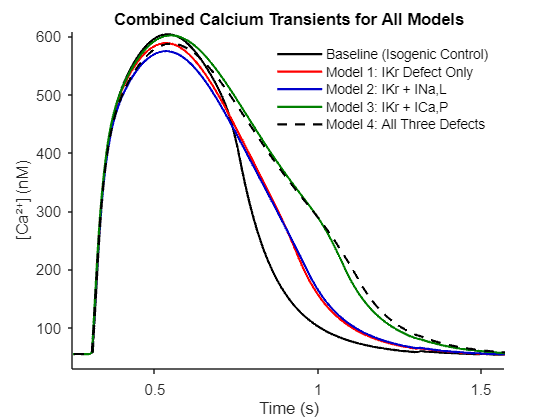 Combined Calcium Transients for All Models
600
500
400
300
200
100
[Ca²⁺] (nM)
Baseline (Isogenic Control)
Model 1: IKr Defect Only
Model 2: IKr + INa,L
Model 3: IKr + ICa,P
Model 4: All Three Defects
0.5
1
1.5
Time (s)